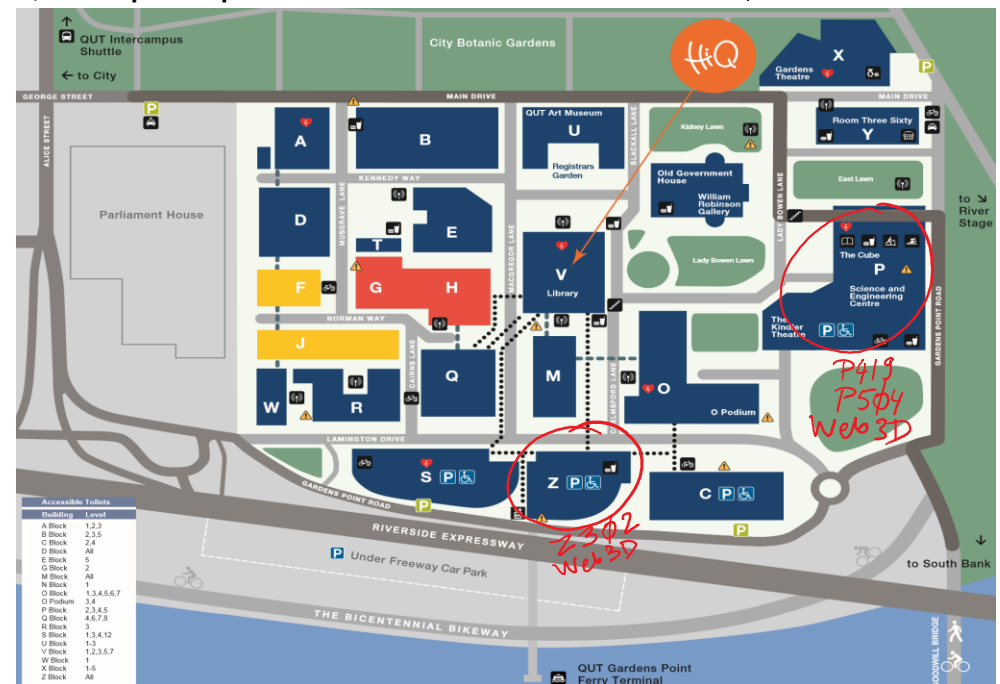 QUT Intercampus
Shuttle
to City
City Botanic Gardens
HiQ
X
Gardens
Theatre
P
GEORGE STREET
MAIN DRIVE
MAIN DRIVE
P
ALICE STREET
A
B
QUT Art Museum
U
Registrars
Garden
BLACKALL LANE
Kidney Lawn
Room Three Sixty
Y
KENNEDY WAY
Old Government
House
William
Robinson
Gallery
East Lawn
LADY BOWEN LANE
to
River
Stage
Parliament House
D
MUSGRAVE LANE
T
E
MACGREGOR LANE
V
Library
Lady Bowen Lawn
The Cube
P
Science and
Engineering
Centre
The
Kindler
Theatre
P
GARDENS POINT ROAD
F
G
H
NORMAN WAY
J
CAIRNS LANE
Q
M
O
O Podium
W
R
P419
P504
Web3D
LAMINGTON DRIVE
S P
Z P
C P
GARDENS POINT ROAD
P
P
Z302
Web3D
RIVERSIDE EXPRESSWAY
P Under Freeway Car Park
to South Bank
THE BICENTENNIAL BIKEWAY
GOODWILL BRIDGE
QUT Gardens Point
Ferry Terminal
Accessible Toilets
Building Level
A Block 1,2,3
B Block 2,3,5
C Block 2,4
D Block All
E Block 5
G Block 2
M Block All
N Block 1
O Block 1,3,4,5,6,7
O Podium 3,4
P Block 2,3,4,5
Q Block 4,6,7,8
R Block 3
S Block 1,3,4,12
U Block 1-3
V Block 1,2,3,5,7
W Block 1
X Block 1-5
Z Block All